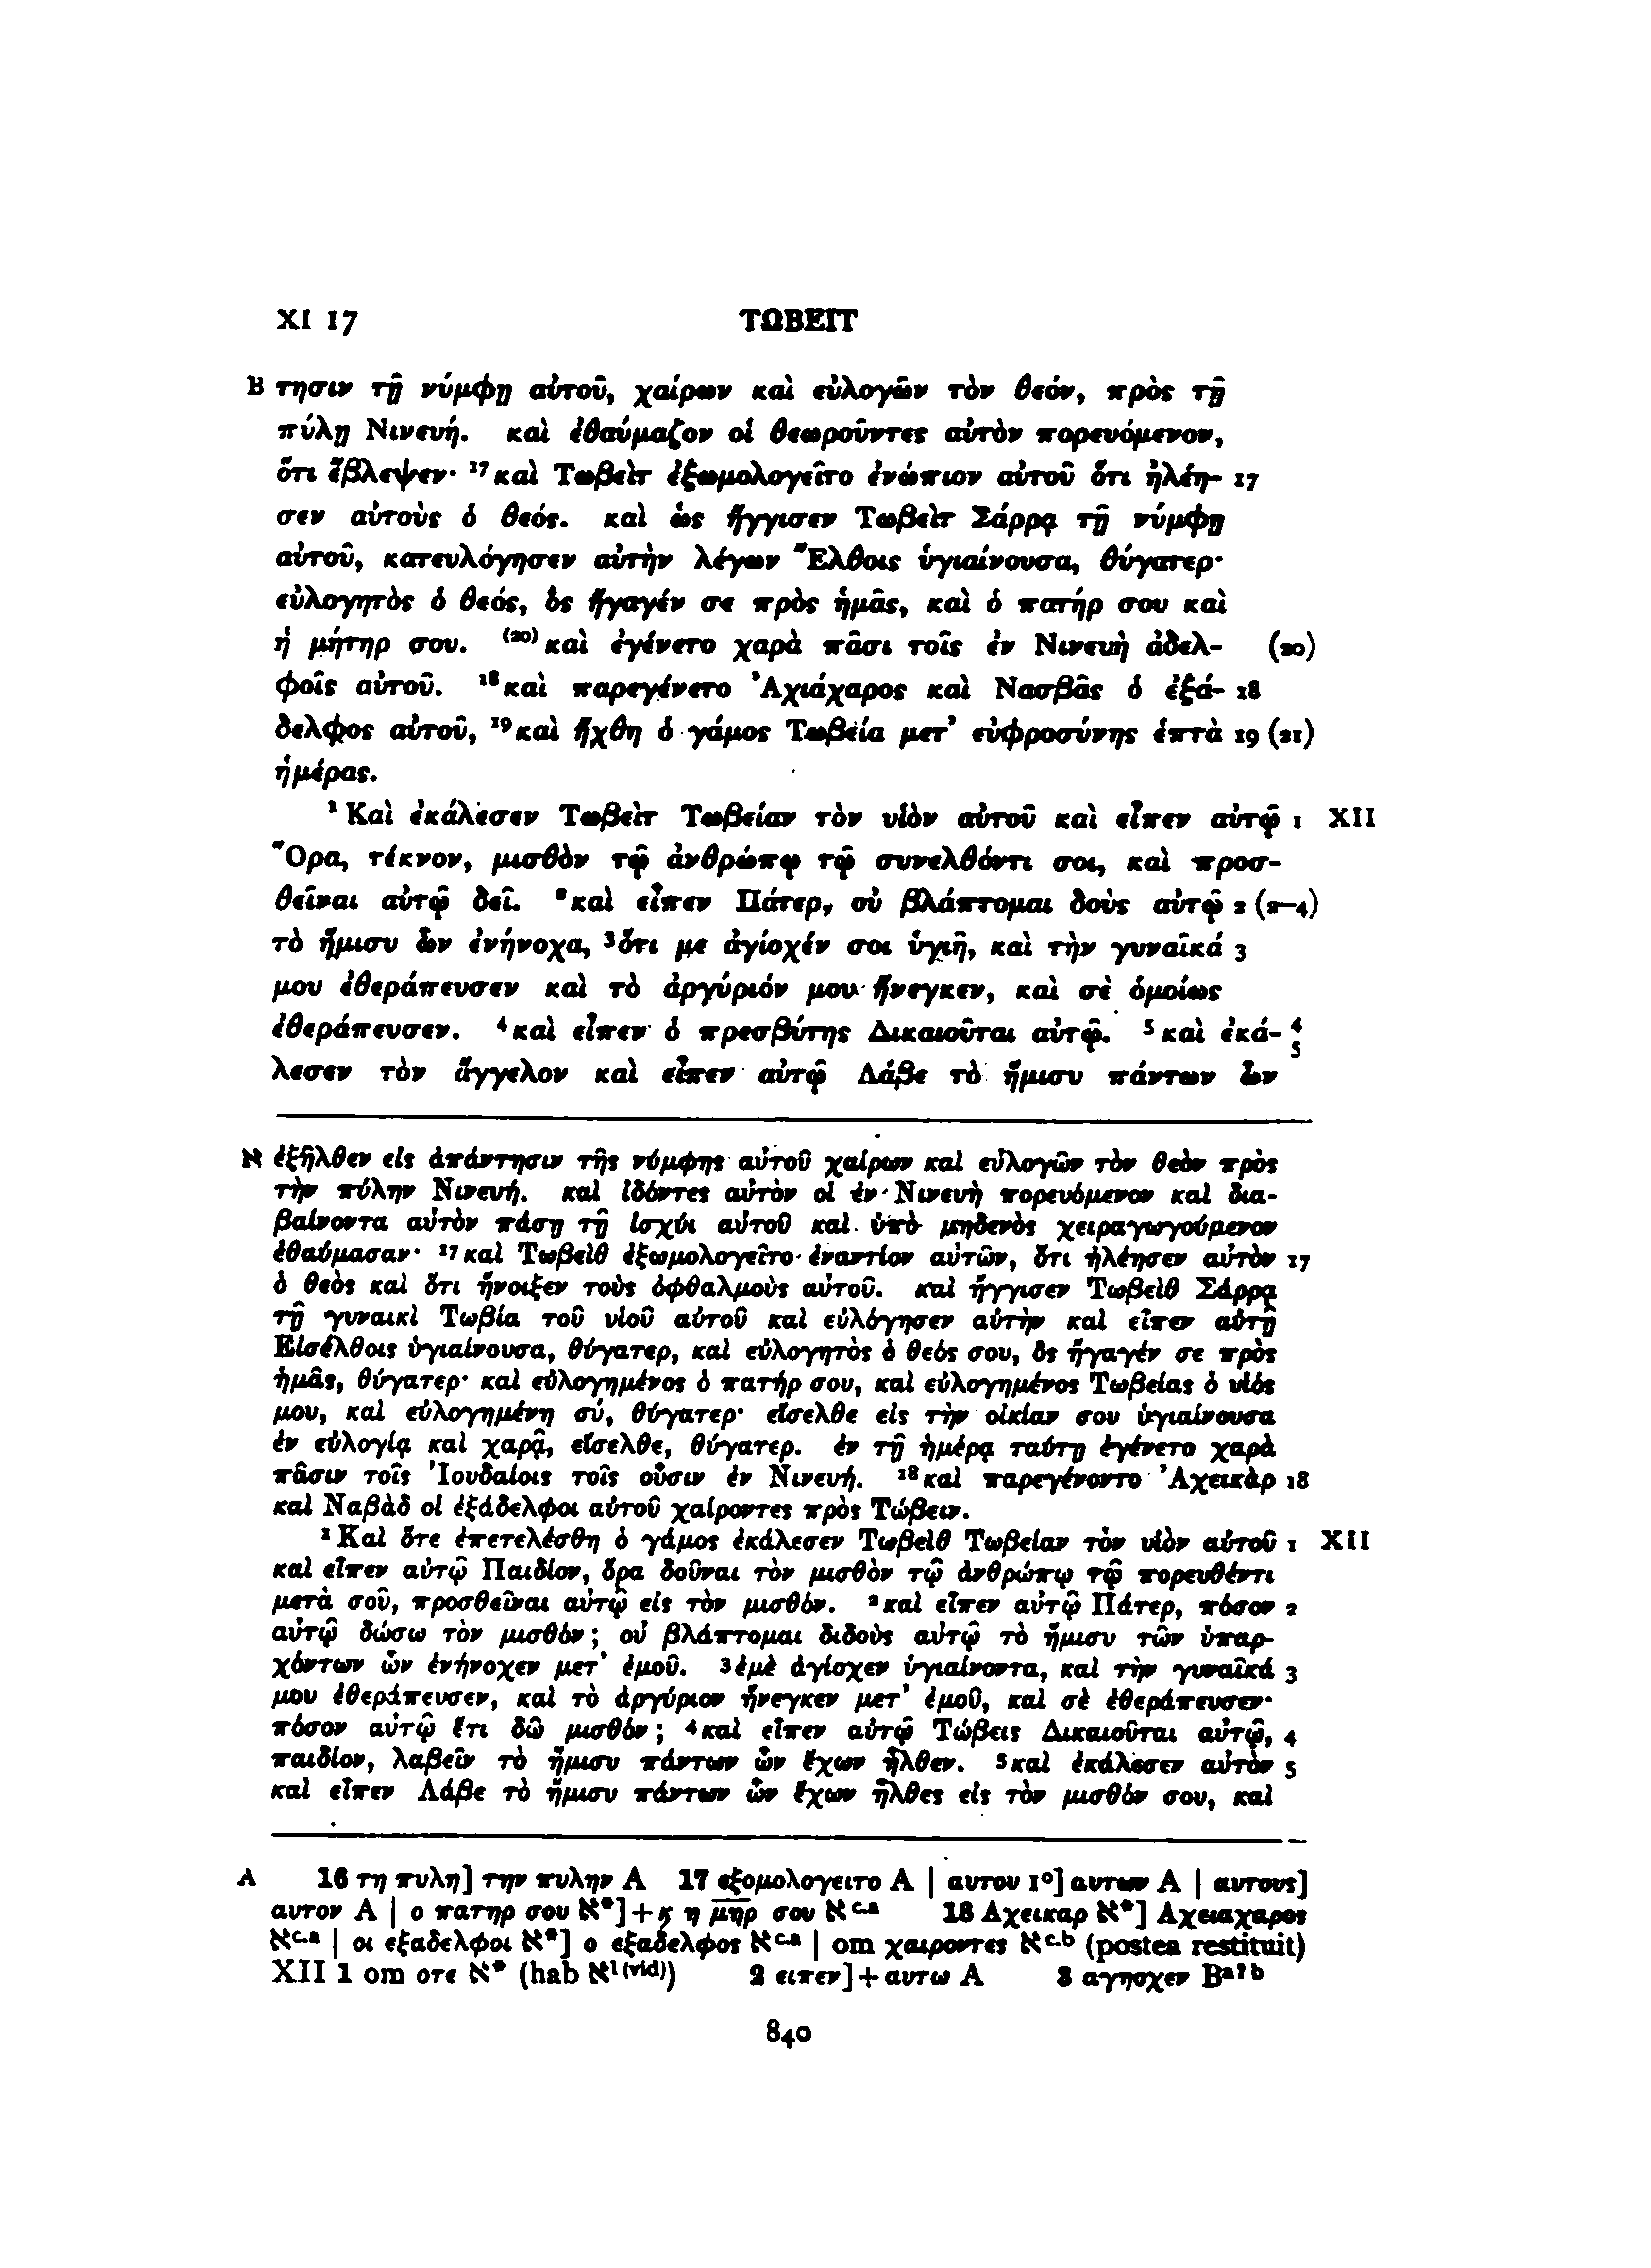 XI 17 ΤΩΒΕΙΤ
B τησιν τῇ νύμφῃ αὐτοῦ, χαίρων καὶ εὐλογῶν τὸν θεόν, πρὸς τῇ
πύλῃ Νινευή. καὶ ἐθαύμαζον οἱ θεωροῦντες αὐτὸν πορευόμενον,
ὅτι ἔβλεψεν· ¹⁷καὶ Τωβεὶτ ἐξωμολογεῖτο ἐνώπιον αὐτοῦ ὅτι ἠλέη- 17
σεν αὐτοὺς ὁ θεός. καὶ ὡς ἤγγισεν Τωβεὶτ Σάρρᾳ τῇ νύμφῃ
αὐτοῦ, κατευλόγησεν αὐτὴν λέγων Ἔλθοις ὑγιαίνουσα, θύγατερ·
εὐλογητὸς ὁ θεός, ὃς ἤγαγέν σε πρὸς ἡμᾶς, καὶ ὁ πατήρ σου καὶ
ἡ μήτηρ σου. ⁽²⁰⁾καὶ ἐγένετο χαρὰ πᾶσι τοῖς ἐν Νινευὴ ἀδελ- (20)
φοῖς αὐτοῦ. ¹⁸καὶ παρεγένετο Ἀχιάχαρος καὶ Νασβᾶς ὁ ἐξά- 18
δελφος αὐτοῦ, ¹⁹καὶ ἤχθη ὁ γάμος Τωβεία μετ’ εὐφροσύνης ἑπτὰ 19 (21)
ἡμέρας.
¹Καὶ ἐκάλεσεν Τωβεὶτ Τωβείαν τὸν υἱὸν αὐτοῦ καὶ εἶπεν αὐτῷ 1 XII
Ὅρα, τέκνον, μισθὸν τῷ ἀνθρώπῳ τῷ συνελθόντι σοι, καὶ προσ-
θεῖναι αὐτῷ δεῖ. ²καὶ εἶπεν Πάτερ, οὐ βλάπτομαι δοὺς αὐτῷ 2 (2–4)
τὸ ἥμισυ ὧν ἐνήνοχα, ³ὅτι με ἀγίοχέν σοι ὑγιῆ, καὶ τὴν γυναῖκά 3
μου ἐθεράπευσεν καὶ τὸ ἀργύριόν μου ἤνεγκεν, καὶ σὲ ὁμοίως
ἐθεράπευσεν. ⁴καὶ εἶπεν ὁ πρεσβύτης Δικαιοῦται αὐτῷ. ⁵καὶ ἐκά- 4
5
λεσεν τὸν ἄγγελον καὶ εἶπεν αὐτῷ Λάβε τὸ ἥμισυ πάντων ὧν
א ἐξῆλθεν εἰς ἀπάντησιν τῆς νύμφης αὐτοῦ χαίρων καὶ εὐλογῶν τὸν θεὸν πρὸς
τὴν πύλην Νινευή. καὶ ἰδόντες αὐτὸν οἱ ἐν Νινευὴ πορευόμενον καὶ δια-
βαίνοντα αὐτὸν πάσῃ τῇ ἰσχύι αὐτοῦ καὶ ὑπὸ μηδενὸς χειραγωγούμενον
ἐθαύμασαν· ¹⁷καὶ Τωβεὶθ ἐξωμολογεῖτο ἐναντίον αὐτῶν, ὅτι ἠλέησεν αὐτὸν 17
ὁ θεὸς καὶ ὅτι ἤνοιξεν τοὺς ὀφθαλμοὺς αὐτοῦ. καὶ ἤγγισεν Τωβεὶθ Σάρρᾳ
τῇ γυναικὶ Τωβία τοῦ υἱοῦ αὐτοῦ καὶ εὐλόγησεν αὐτὴν καὶ εἶπεν αὐτῇ
Εἰσέλθοις ὑγιαίνουσα, θύγατερ, καὶ εὐλογητὸς ὁ θεός σου, ὃς ἤγαγέν σε πρὸς
ἡμᾶς, θύγατερ· καὶ εὐλογημένος ὁ πατήρ σου, καὶ εὐλογημένος Τωβείας ὁ υἱός
μου, καὶ εὐλογημένη σύ, θύγατερ· εἴσελθε εἰς τὴν οἰκίαν σου ὑγιαίνουσα
ἐν εὐλογίᾳ καὶ χαρᾷ, εἴσελθε, θύγατερ. ἐν τῇ ἡμέρᾳ ταύτῃ ἐγένετο χαρὰ
πᾶσιν τοῖς Ἰουδαίοις τοῖς οὖσιν ἐν Νινευή. ¹⁸καὶ παρεγένοντο Ἀχεικὰρ 18
καὶ Ναβὰδ οἱ ἐξάδελφοι αὐτοῦ χαίροντες πρὸς Τώβειν.
¹Καὶ ὅτε ἐπετελέσθη ὁ γάμος ἐκάλεσεν Τωβεὶθ Τωβείαν τὸν υἱὸν αὐτοῦ 1 XII
καὶ εἶπεν αὐτῷ Παιδίον, ὅρα δοῦναι τὸν μισθὸν τῷ ἀνθρώπῳ τῷ πορευθέντι
μετὰ σοῦ, προσθεῖναι αὐτῷ εἰς τὸν μισθόν. ²καὶ εἶπεν αὐτῷ Πάτερ, πόσον 2
αὐτῷ δώσω τὸν μισθόν; οὐ βλάπτομαι διδοὺς αὐτῷ τὸ ἥμισυ τῶν ὑπαρ-
χόντων ὧν ἐνήνοχεν μετ’ ἐμοῦ. ³ἐμὲ ἀγίοχεν ὑγιαίνοντα, καὶ τὴν γυναῖκά 3
μου ἐθεράπευσεν, καὶ τὸ ἀργύριον ἤνεγκεν μετ’ ἐμοῦ, καὶ σὲ ἐθεράπευσεν·
πόσον αὐτῷ ἔτι δῶ μισθόν; ⁴καὶ εἶπεν αὐτῷ Τώβεις Δικαιοῦται αὐτῷ, 4
παιδίον, λαβεῖν τὸ ἥμισυ πάντων ὧν ἔχων ἦλθεν. ⁵καὶ ἐκάλεσεν αὐτὸν 5
καὶ εἶπεν Λάβε τὸ ἥμισυ πάντων ὧν ἔχων ἦλθες εἰς τὸν μισθόν σου, καὶ
A 16 τη πυλη] την πυλην A 17 εξομολογειτο A | αυτου 1°] αυτων A | αυτους]
αυτον A | ο πατηρ σου א*] + ϗ η μ̅η̅ρ̅ σου אᶜ·ᵃ 18 Αχεικαρ א*] Αχειαχαρος
אᶜ·ᵃ | οι εξαδελφοι א*] ο εξαδελφος אᶜ·ᵃ | om χαιροντες אᶜ·ᵇ (postea restituit)
XII 1 om οτε א* (hab א¹⁽ᵛⁱᵈ⁾) 2 ειπεν] + αυτω A 3 αγηοχεν Bᵃ?ᵇ
840